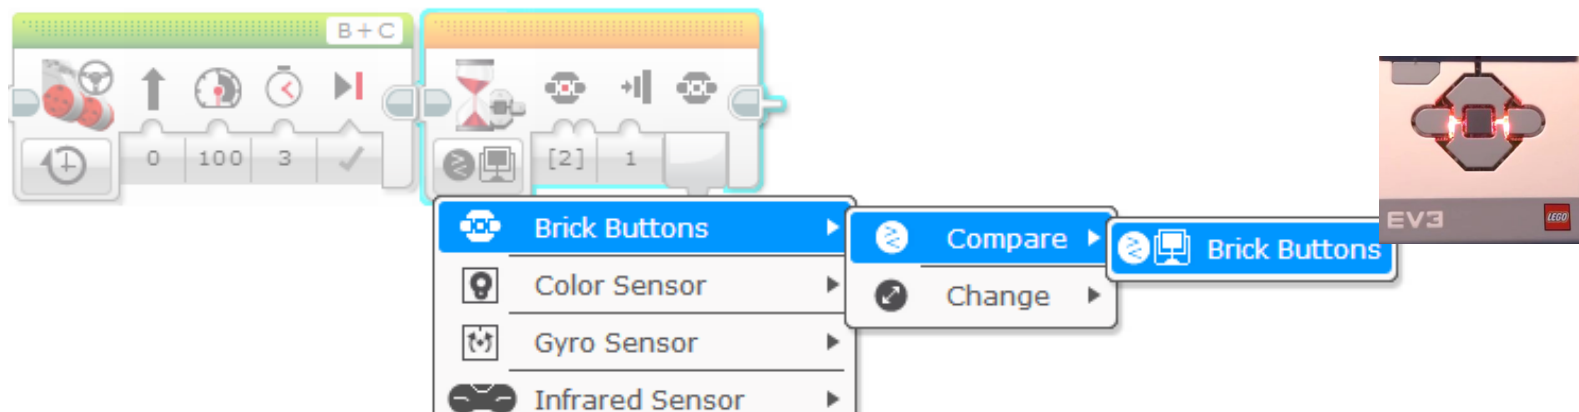 B+C
0 100 3
[2] 1
Brick Buttons
Color Sensor
Gyro Sensor
Infrared Sensor
Compare
Change
Brick Buttons
EV3
LEGO